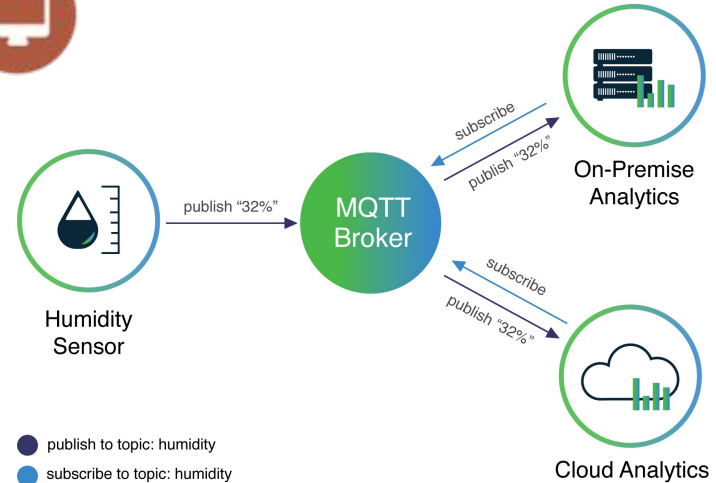 subscribe
publish "32%"
On-Premise
Analytics
publish "32%"
MQTT
Broker
subscribe
publish "32%"
Humidity
Sensor
Cloud Analytics
publish to topic: humidity
subscribe to topic: humidity